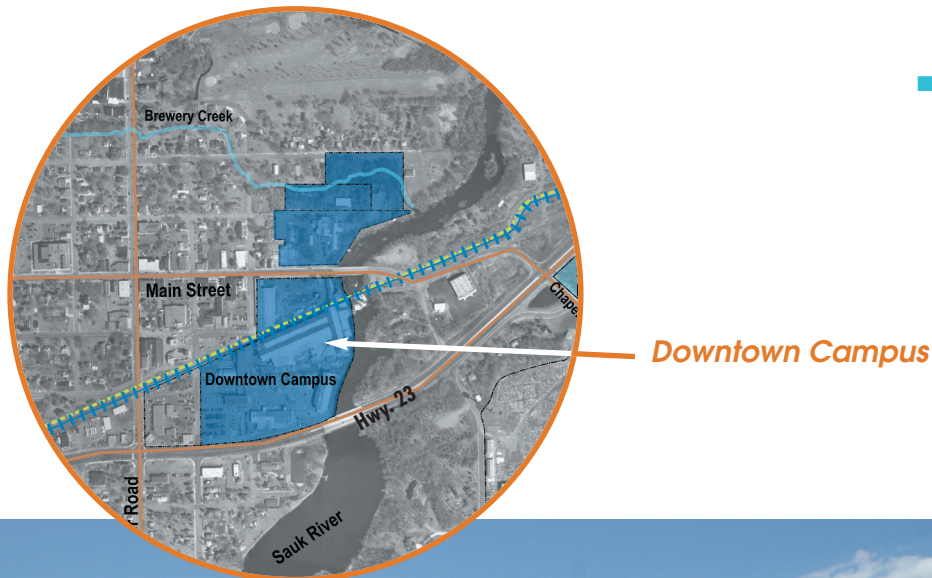 Brewery Creek
Main Street
Downtown Campus
Downtown Campus
Hwy. 23
Sauk River
Road